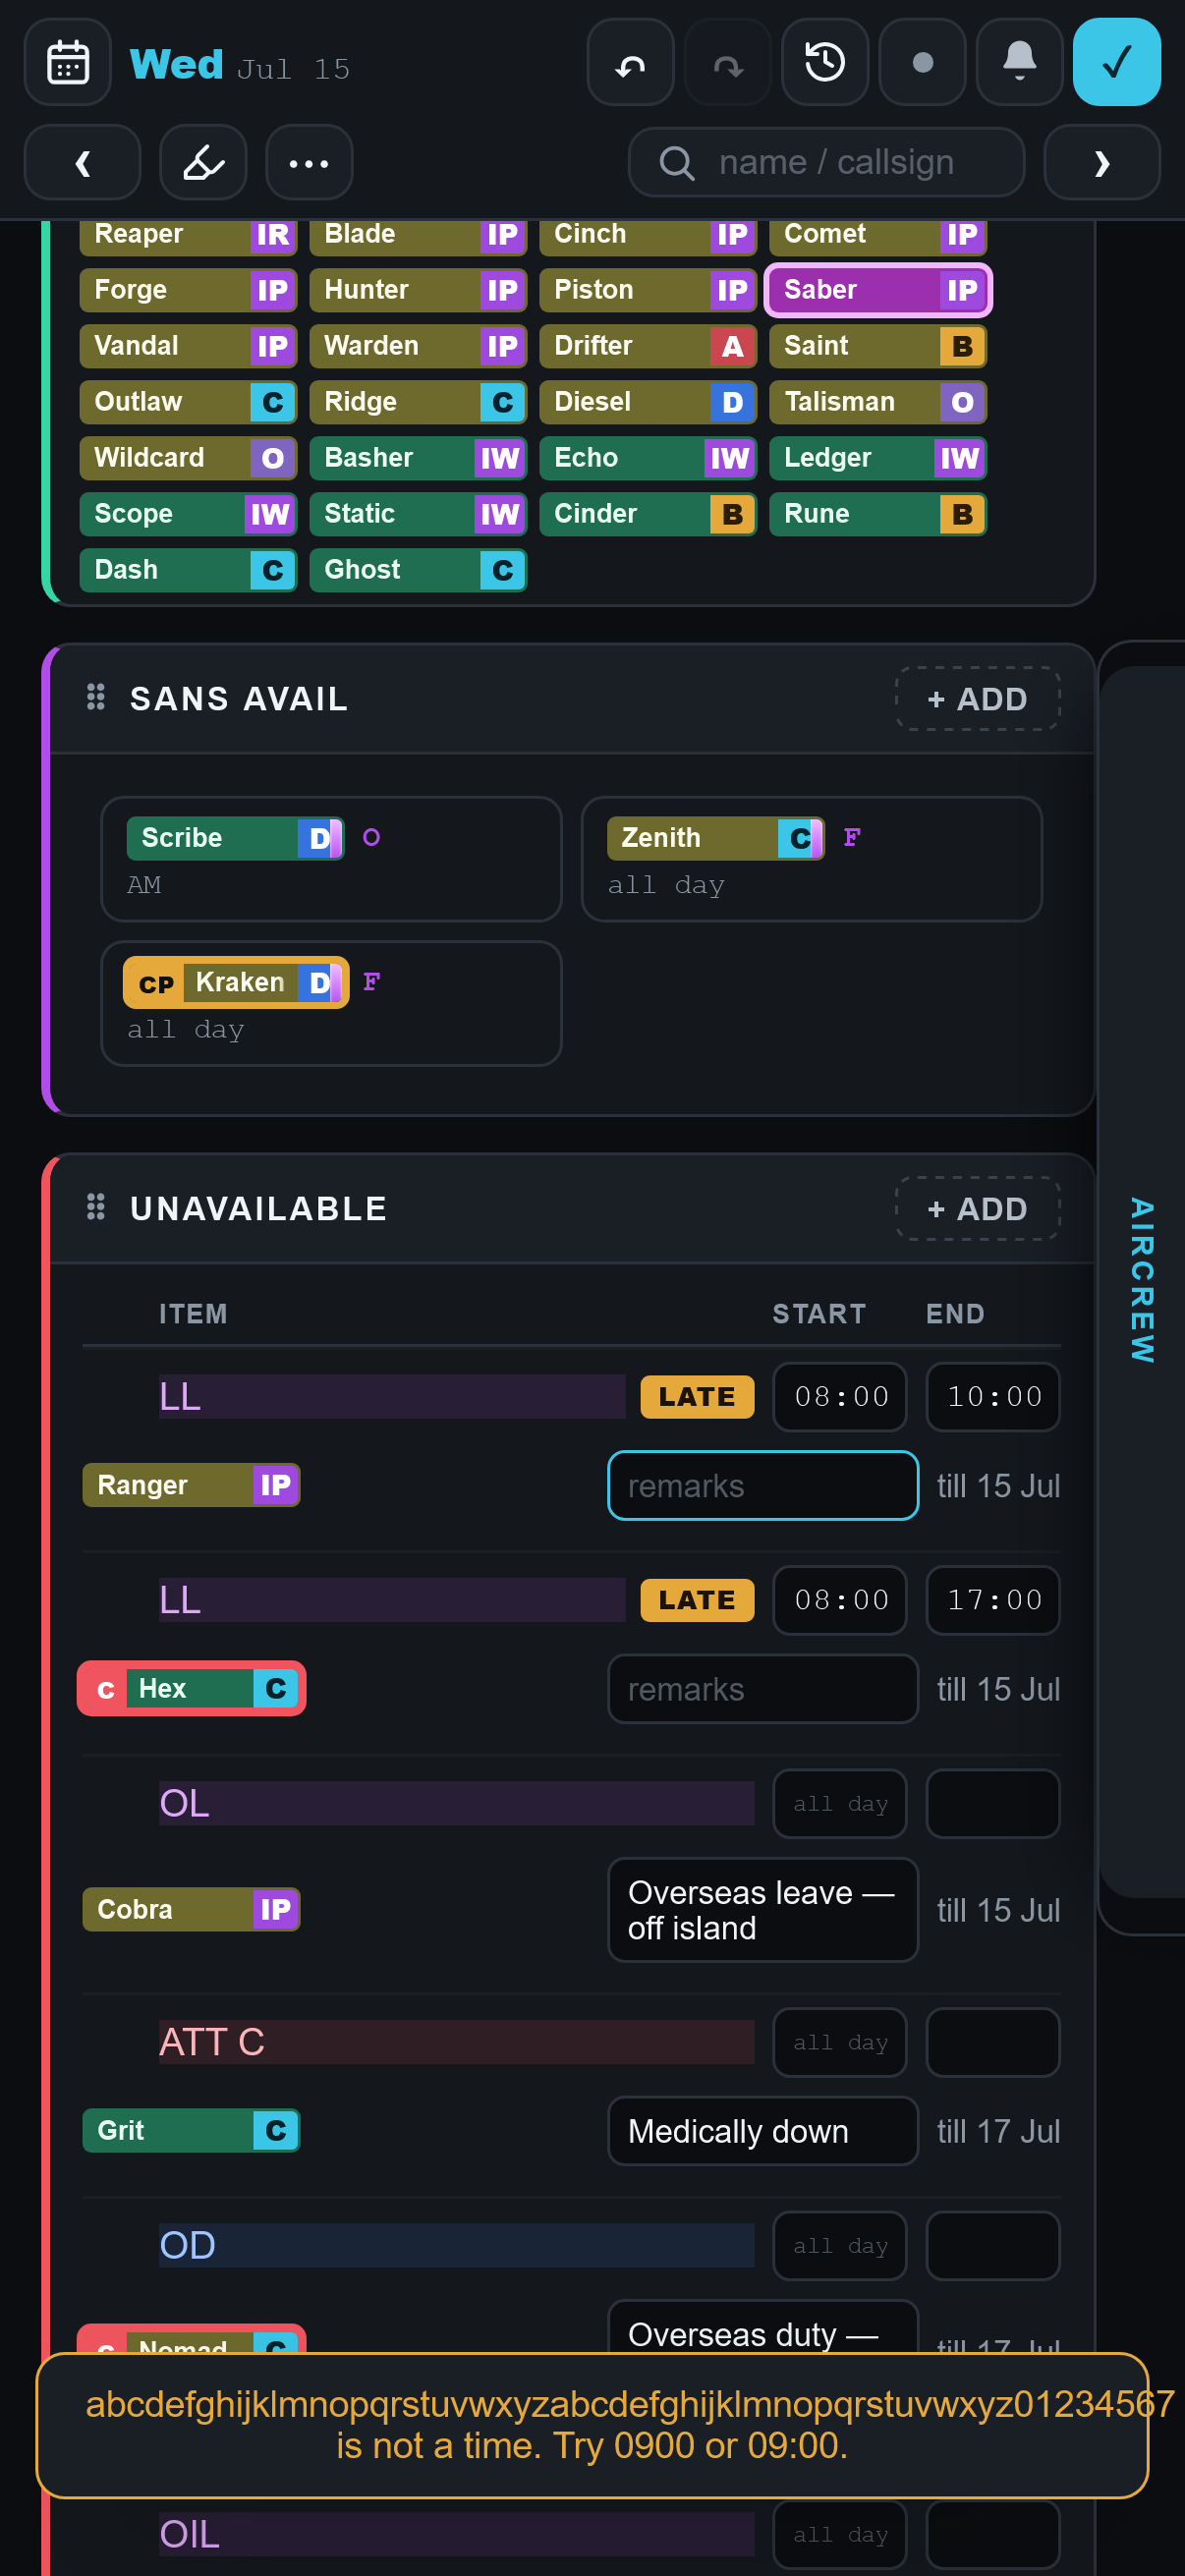 Wed Jul 15
name / callsign
Reaper IR Blade IP Cinch IP Comet IP
Forge IP Hunter IP Piston IP Saber IP
Vandal IP Warden IP Drifter A Saint B
Outlaw C Ridge C Diesel D Talisman O
Wildcard O Basher IW Echo IW Ledger IW
Scope IW Static IW Cinder B Rune B
Dash C Ghost C
SANS AVAIL + ADD
Scribe D O Zenith C F
AM all day
CP Kraken D F
all day
UNAVAILABLE + ADD
AIRCREW
ITEM START END
LL LATE 08:00 10:00
Ranger IP remarks till 15 Jul
LL LATE 08:00 17:00
c Hex C remarks till 15 Jul
OL all day
Cobra IP Overseas leave — till 15 Jul
off island
ATT C all day
Grit C Medically down till 17 Jul
OD all day
c Nomad C Overseas duty — till 17 Jul
abcdefghijklmnopqrstuvwxyzabcdefghijklmnopqrstuvwxyz01234567
is not a time. Try 0900 or 09:00.
OIL all day